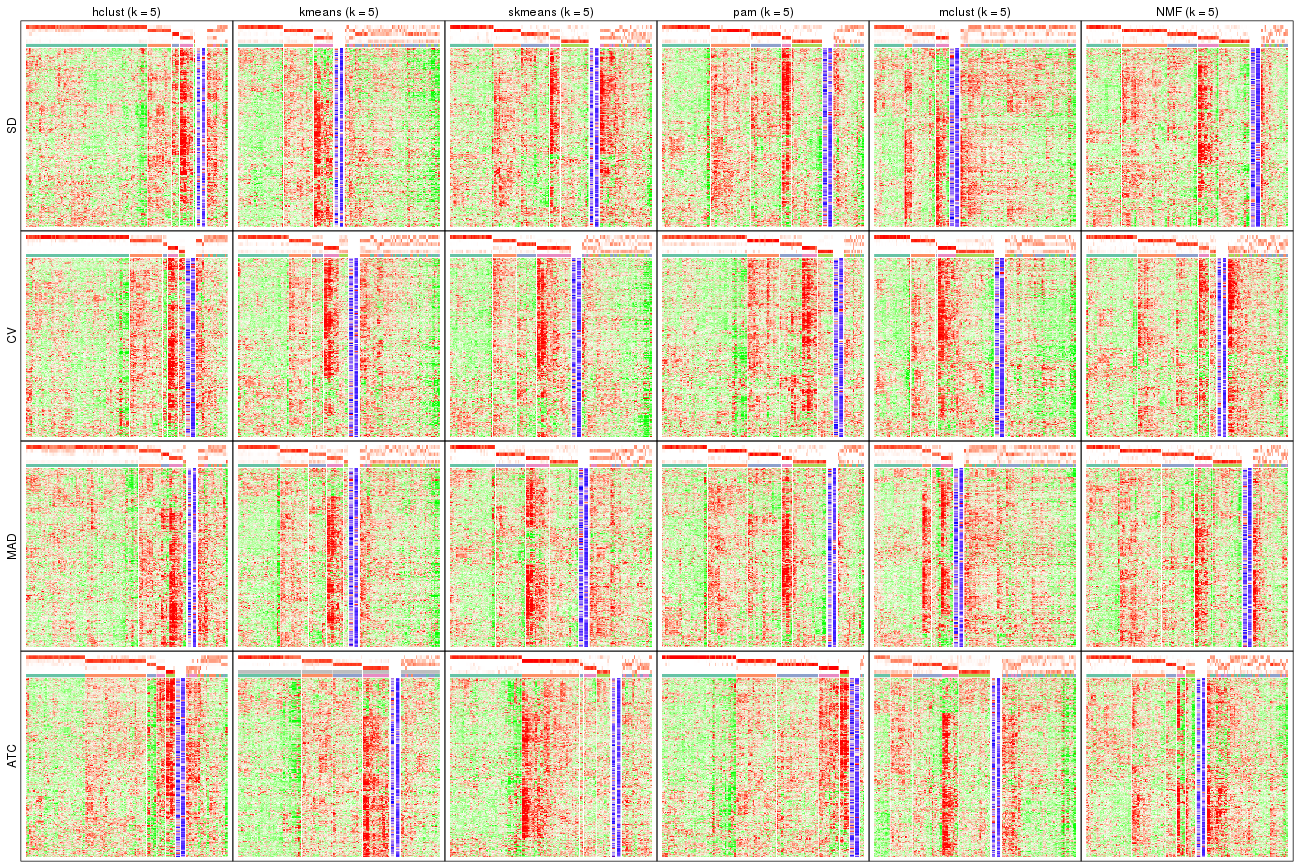 hclust (k = 5) kmeans (k = 5) skmeans (k = 5) pam (k = 5) mclust (k = 5) NMF (k = 5)
SD
CV
MAD
ATC